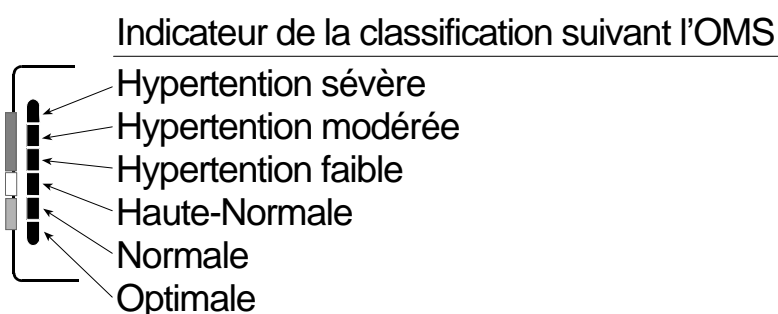 Indicateur de la classification suivant l’OMS
Hypertention sévère
Hypertention modérée
Hypertention faible
Haute-Normale
Normale
Optimale